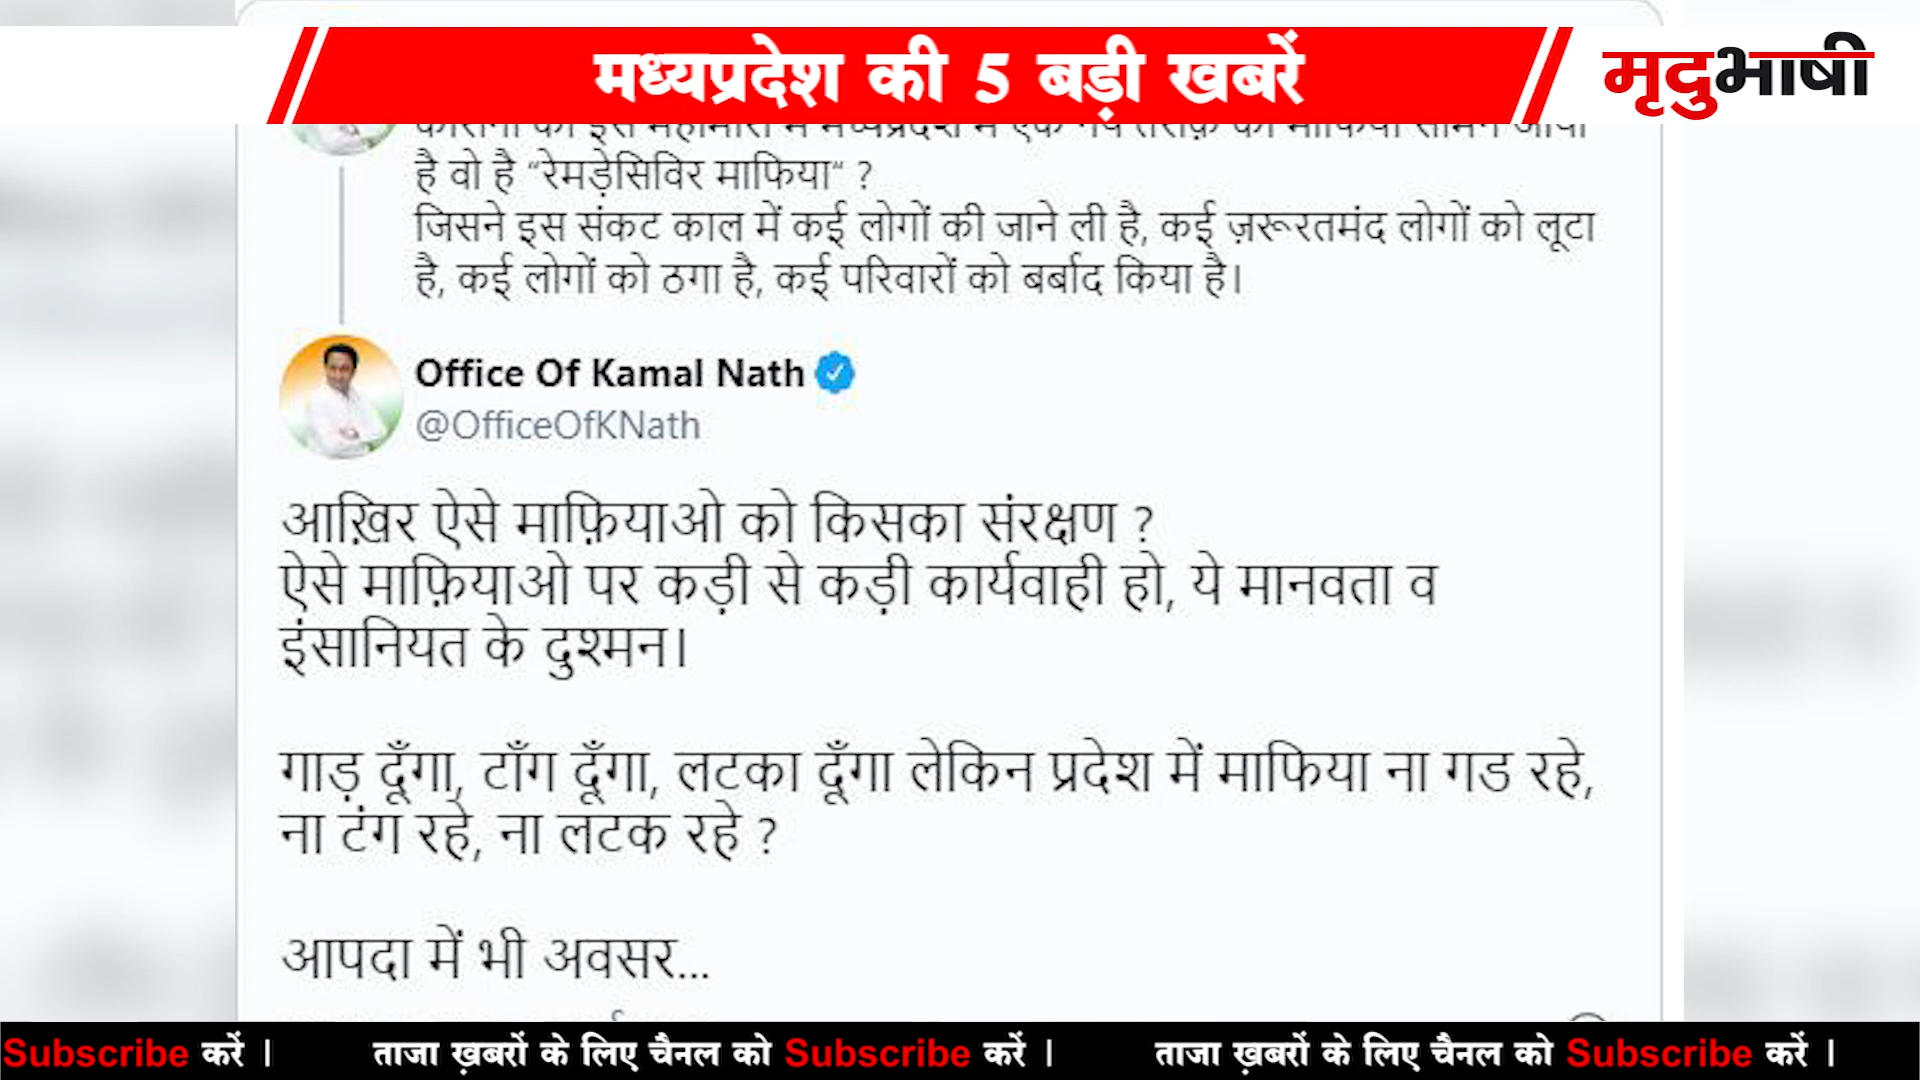 मध्यप्रदेश की 5 बड़ी खबरें
मृदुभाषी
है वो है “रेमड़ेसिविर माफिया“ ?
जिसने इस संकट काल में कई लोगों की जाने ली है, कई ज़रूरतमंद लोगों को लूटा
है, कई लोगों को ठगा है, कई परिवारों को बर्बाद किया है।
Office Of Kamal Nath
@OfficeOfKNath
आख़िर ऐसे माफ़ियाओ को किसका संरक्षण ?
ऐसे माफ़ियाओ पर कड़ी से कड़ी कार्यवाही हो, ये मानवता व
इंसानियत के दुश्मन।
गाड़ दूँगा, टाँग दूँगा, लटका दूँगा लेकिन प्रदेश में माफिया ना गड रहे,
ना टंग रहे, ना लटक रहे ?
आपदा में भी अवसर...
Subscribe करें । ताजा ख़बरों के लिए चैनल को Subscribe करें । ताजा ख़बरों के लिए चैनल को Subscribe करें ।